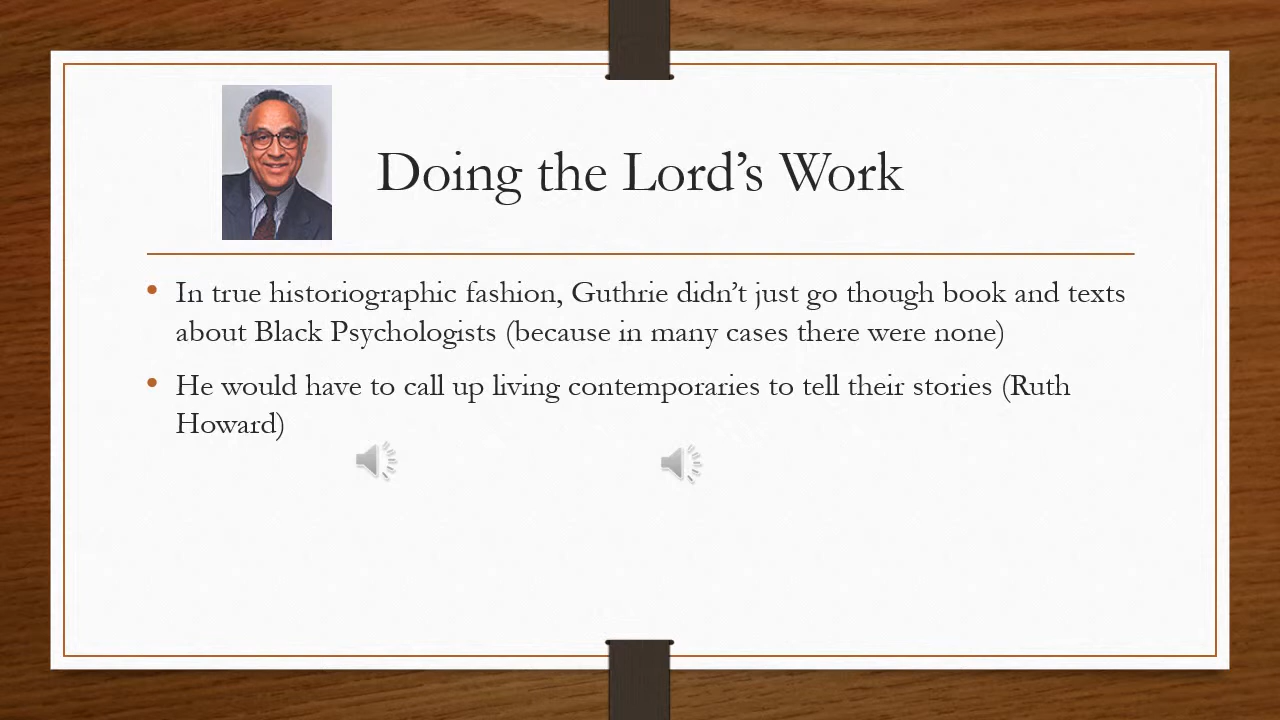 Doing the Lord’s Work
• In true historiographic fashion, Guthrie didn’t just go though book and texts
about Black Psychologists (because in many cases there were none)
• He would have to call up living contemporaries to tell their stories (Ruth
Howard)